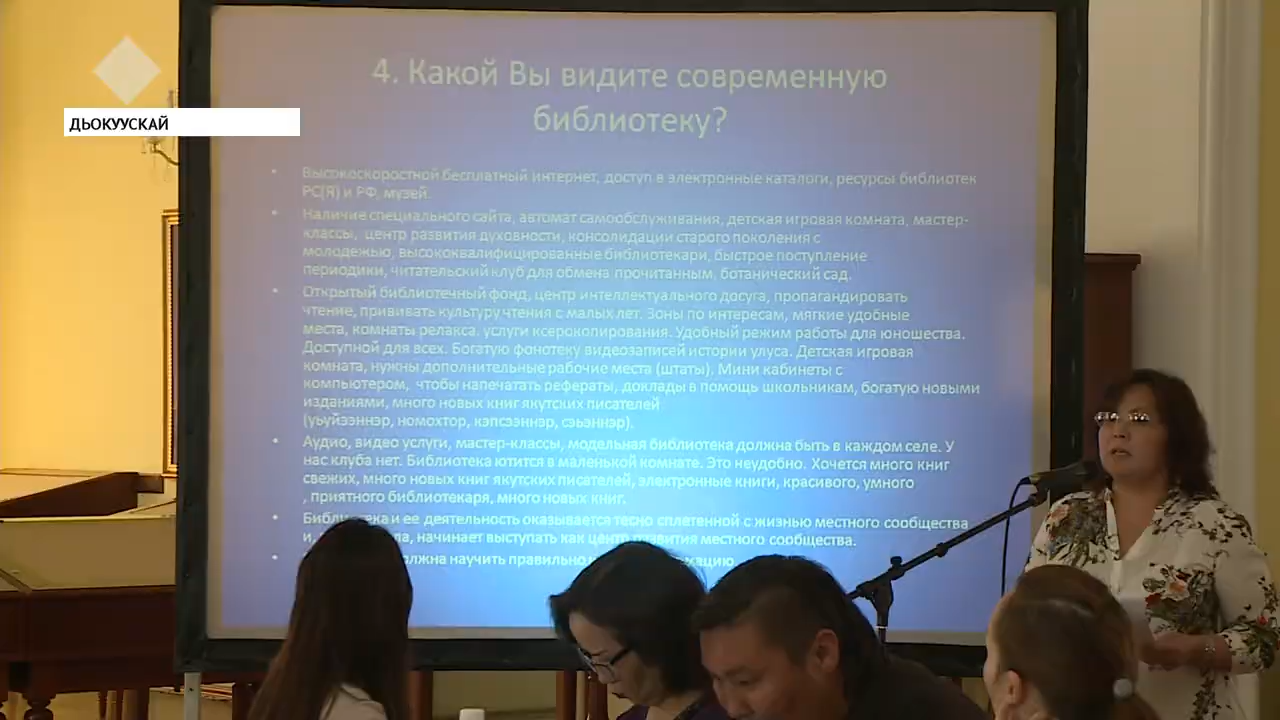 ДЬОКУУСКАЙ
4. Какой Вы видите современную
библиотеку?
• Высокоскоростной бесплатный интернет, доступ в электронные каталоги, ресурсы библиотек
РС(Я) и РФ, музей.
• Наличие специального сайта, автомат самообслуживания, детская игровая комната, мастер-
классы, центр развития духовности, консолидации старого поколения с
молодежью, высококвалифицированные библиотекари, быстрое поступление
периодики, читательский клуб для обмена прочитанным, ботанический сад.
• Открытый библиотечный фонд, центр интеллектуального досуга, пропагандировать
чтение, прививать культуру чтения с малых лет. Зоны по интересам, мягкие удобные
места, комнаты релакса. услуги ксерокопирования. Удобный режим работы для юношества.
Доступной для всех. Богатую фонотеку видеозаписей истории улуса. Детская игровая
комната, нужны дополнительные рабочие места (штаты). Мини кабинеты с
компьютером, чтобы напечатать рефераты, доклады в помощь школьникам, богатую новыми
изданиями, много новых книг якутских писателей
(уьуйээннэр, номохтор, кэпсээннэр, сэьэннэр).
• Аудио, видео услуги, мастер-классы, модельная библиотека должна быть в каждом селе. У
нас клуба нет. Библиотека ютится в маленькой комнате. Это неудобно. Хочется много книг
свежих, много новых книг якутских писателей, электронные книги, красивого, умного
, приятного библиотекаря, много новых книг.
• Библиотека и ее деятельность оказывается тесно сплетенной с жизнью местного сообщества
и, начинает выступать как центр развития местного сообщества.
• должна научить правильно